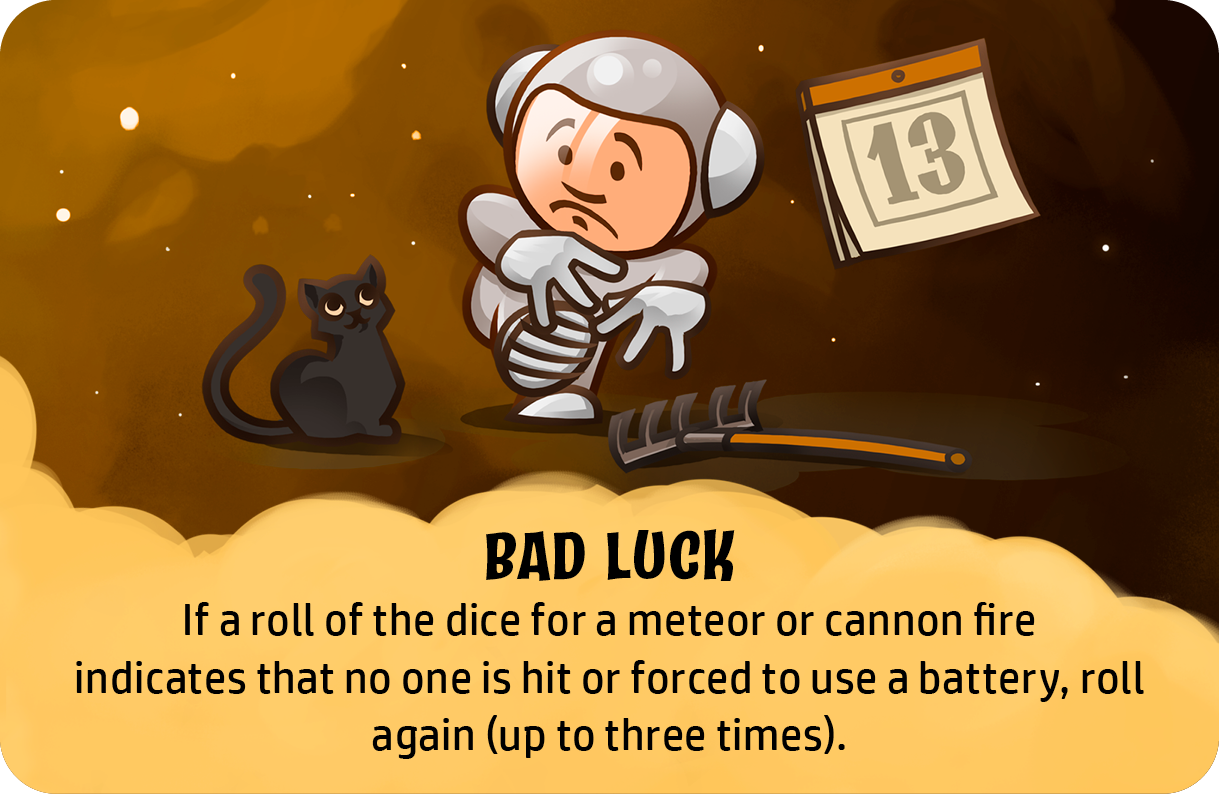 13
BAD LUCK
If a roll of the dice for a meteor or cannon fire
indicates that no one is hit or forced to use a battery, roll
again (up to three times).